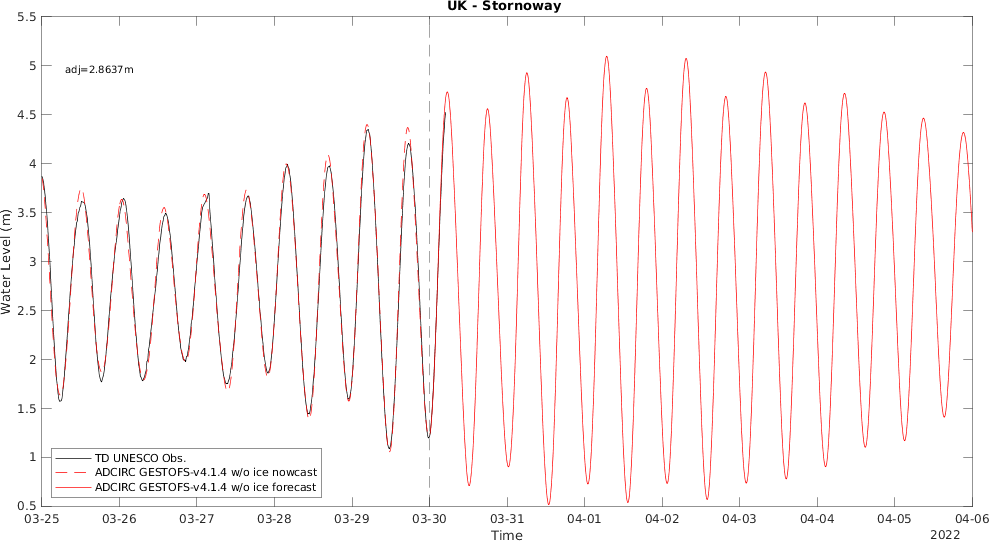 UK - Stornoway
5.5
5
4.5
4
3.5
3
2.5
2
1.5
1
0.5
Water Level (m)
adj=2.8637m
TD UNESCO Obs.
ADCIRC GESTOFS-v4.1.4 w/o ice nowcast
ADCIRC GESTOFS-v4.1.4 w/o ice forecast
03-25 03-26 03-27 03-28 03-29 03-30 03-31 04-01 04-02 04-03 04-04 04-05 04-06
Time
2022